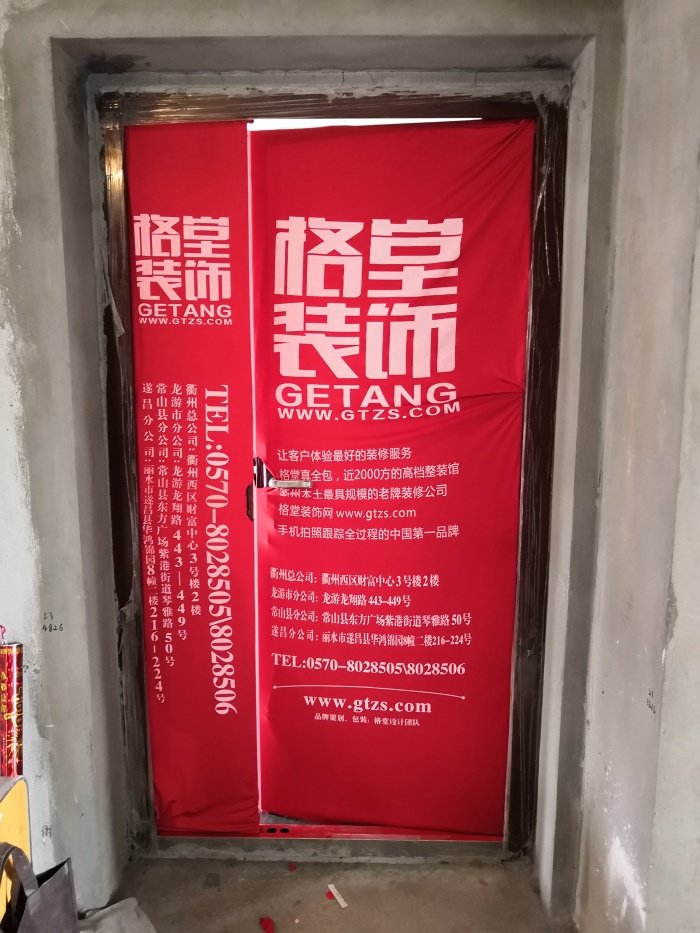 格堂
装饰
GETANG
WWW.GTZS.COM
TEL:0570-8028505\8028506
衢州总公司：衢州西区财富中心3号楼2楼
龙游市分公司：龙游龙翔路443—449号
常山县分公司：常山县东方广场紫港街道琴雅路50号
遂昌分公司：丽水市遂昌县华鸿锦园8幢二楼216-224号
格堂
装饰
GETANG
WWW.GTZS.COM
让客户体验最好的装修服务
格堂真全包，近2000方的高档整装馆
衢州本土最具规模的老牌装修公司
格堂装饰网 www.gtzs.com
手机拍照跟踪全过程的中国第一品牌
衢州总公司：衢州西区财富中心3号楼2楼
龙游分公司：龙游龙翔路443-449号
常山县分公司：常山县东方广场紫港街道琴雅路50号
遂昌分公司：丽水市遂昌县华鸿锦园8幢二楼216-224号
TEL:0570-8028505\8028506
www.gtzs.com
品牌策划、包装：格堂设计团队
13
4826